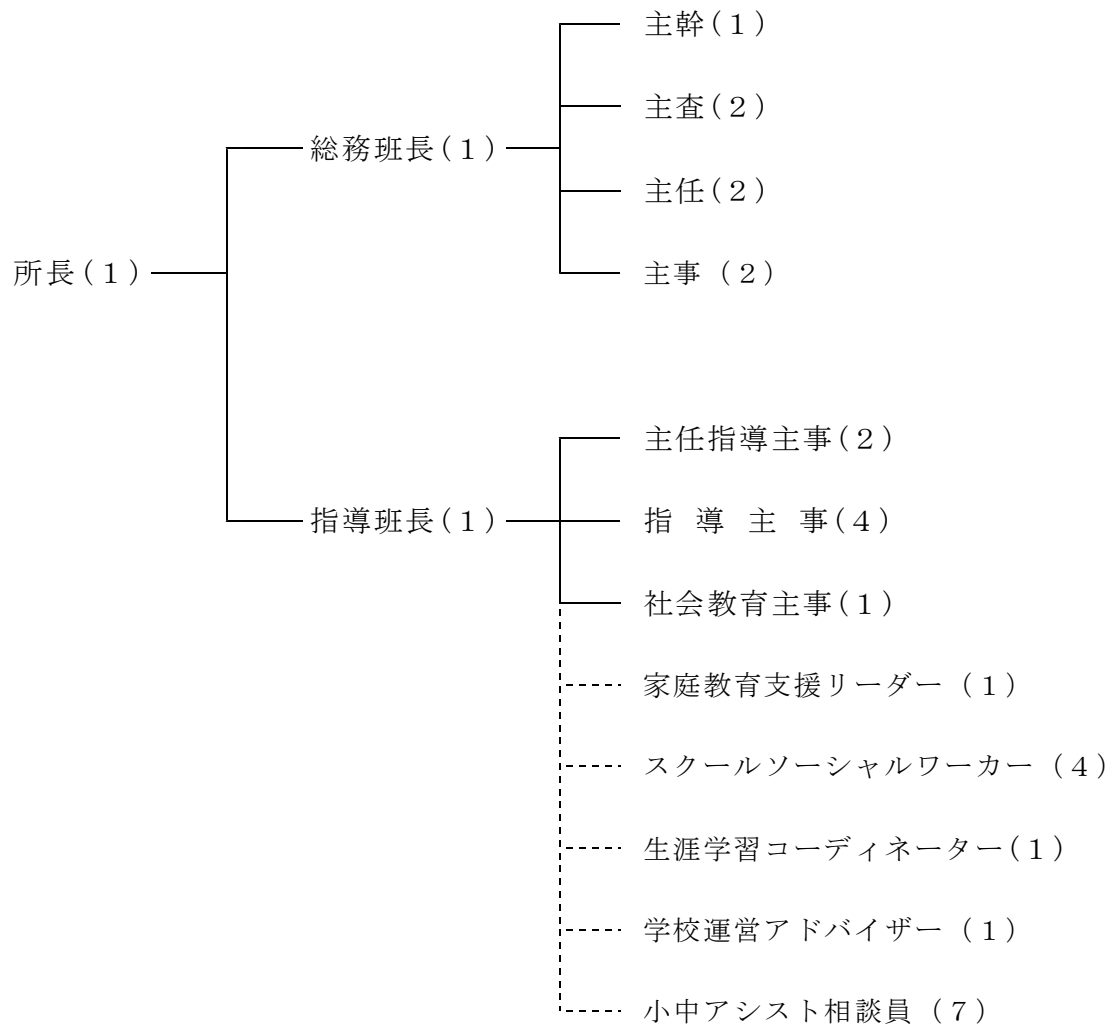 主幹(１)
主査(２)
総務班長(１)
主任(２)
所長(１)
主事(２)
主任指導主事(２)
指導班長(１)
指導主事(４)
社会教育主事(１)
家庭教育支援リーダー(１)
スクールソーシャルワーカー(４)
生涯学習コーディネーター(１)
学校運営アドバイザー(１)
小中アシスト相談員(７)